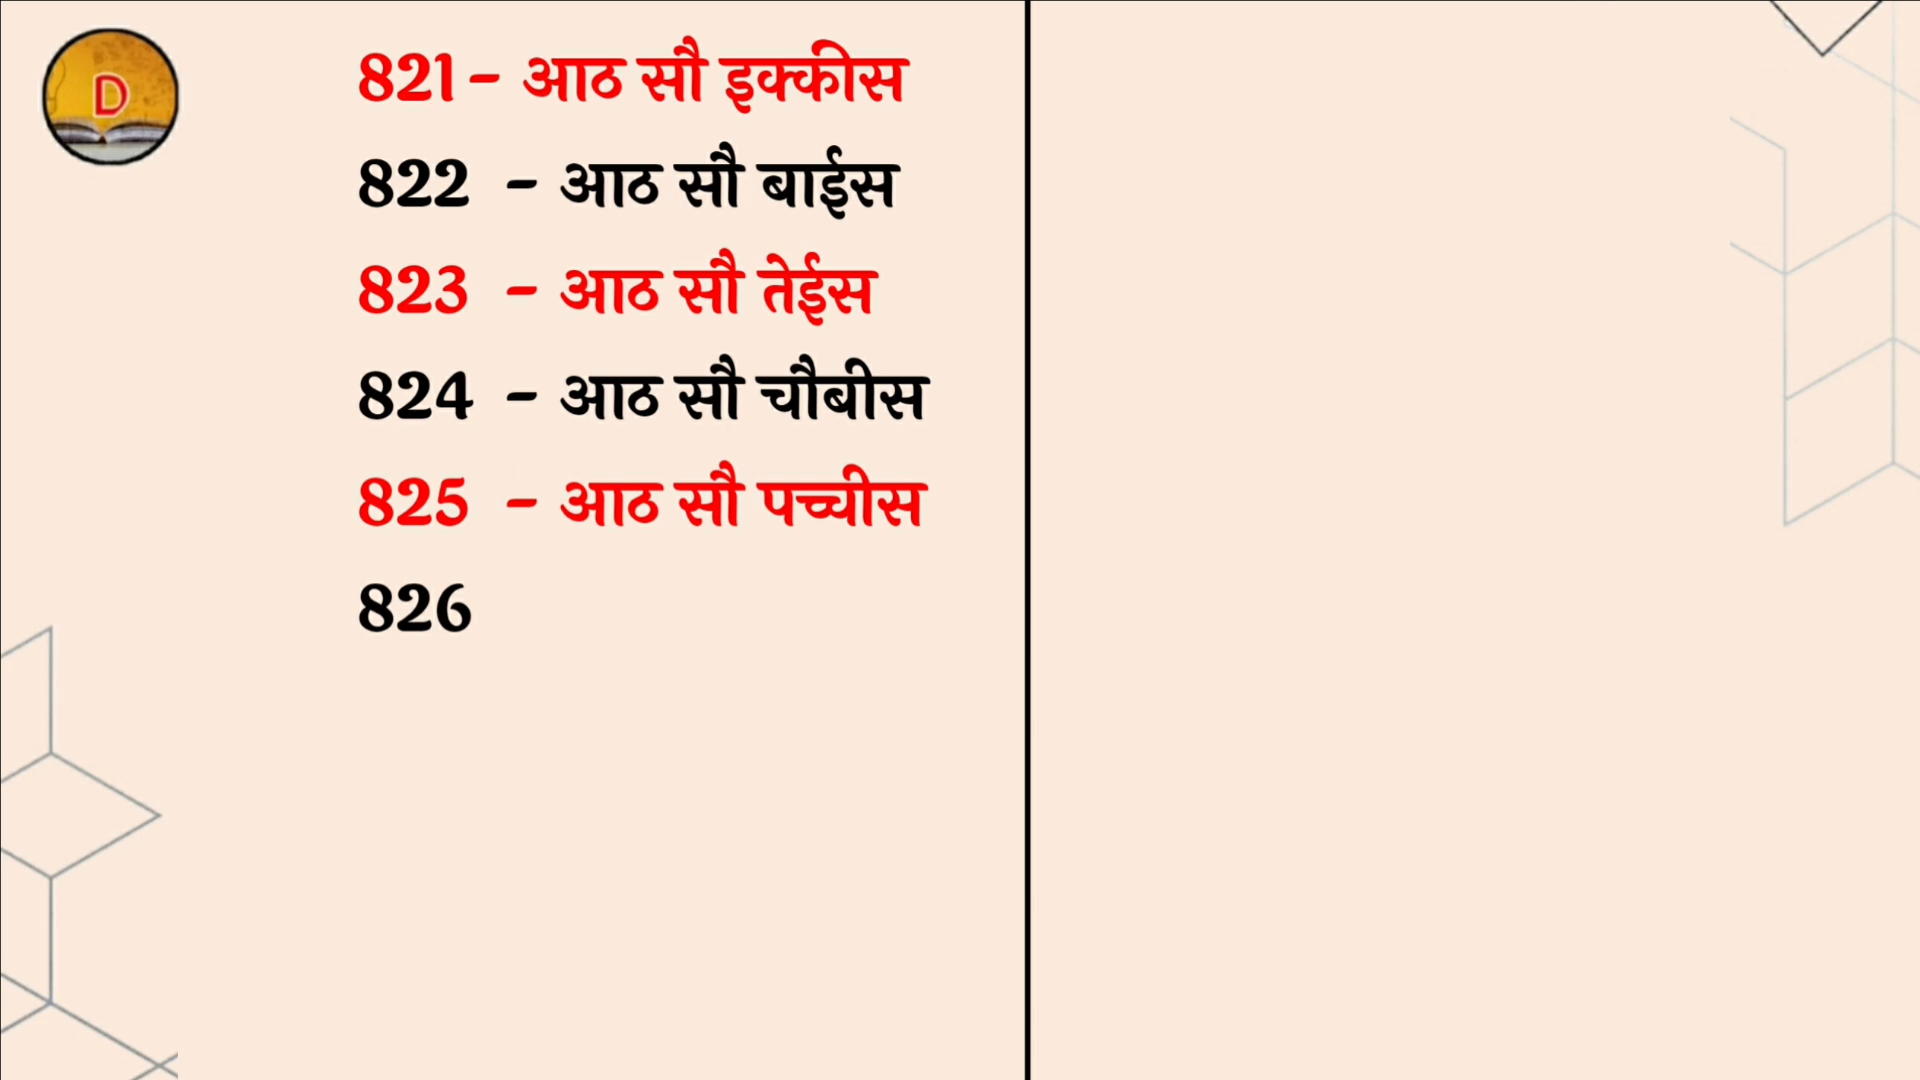 D
821 - आठ सौ इक्कीस
822 - आठ सौ बाईस
823 - आठ सौ तेईस
824 - आठ सौ चौबीस
825 - आठ सौ पच्चीस
826